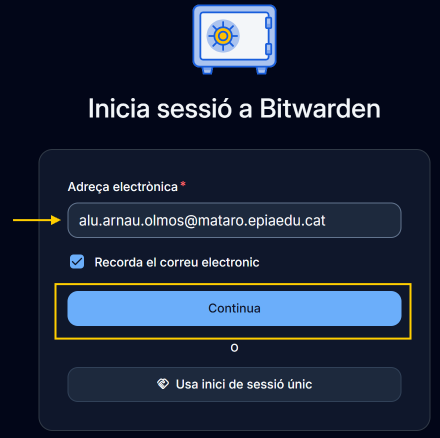 Inicia sessió a Bitwarden
Adreça electrònica *
alu.arnau.olmos@mataro.epiaedu.cat
Recorda el correu electronic
Continua
o
Usa inici de sessió únic